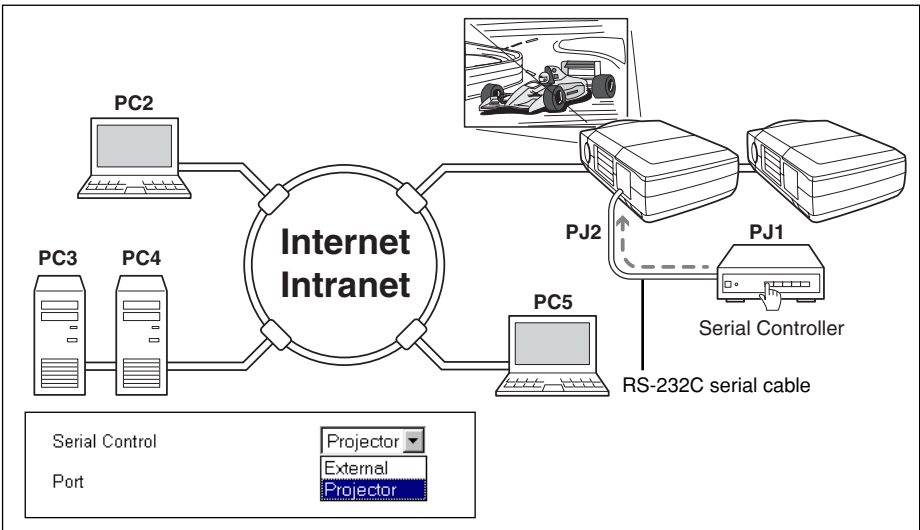 PC2
Internet
Intranet
PJ2
PJ1
PC3
PC4
PC5
Serial Controller
RS-232C serial cable
Serial Control
Projector
External
Port
Projector